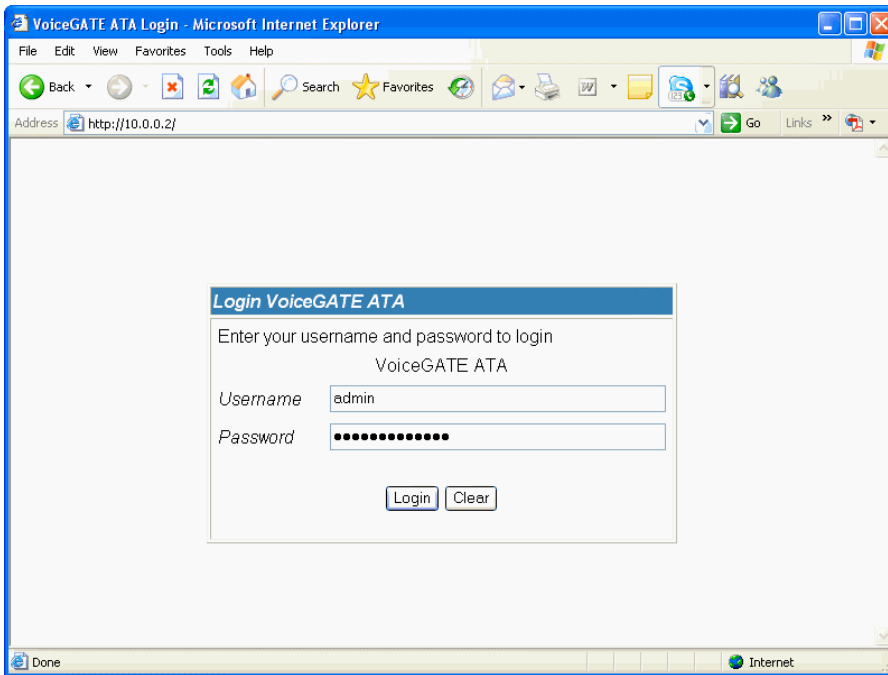 VoiceGATE ATA Login - Microsoft Internet Explorer
File Edit View Favorites Tools Help
Back Search Favorites
Address http://10.0.0.2/ Go Links »
Login VoiceGATE ATA
Enter your username and password to login
VoiceGATE ATA
Username admin
Password •••••••••••••
Login Clear
Done Internet